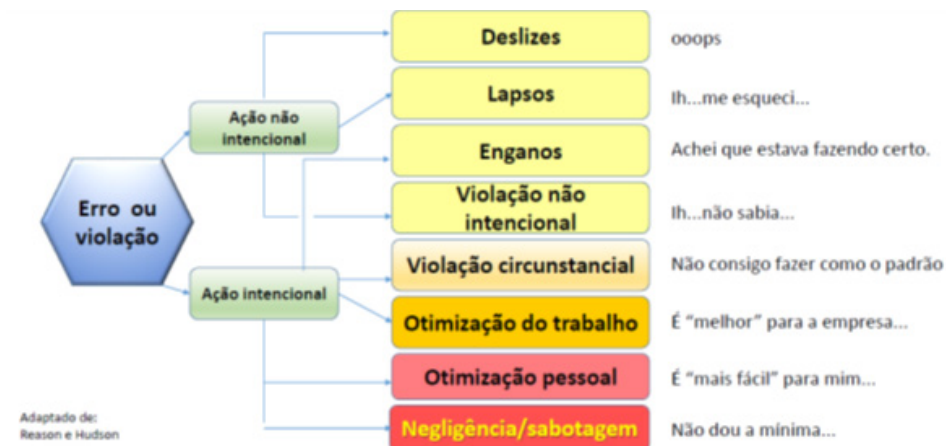 Deslizes
ooops
Lapsos
Ih...me esqueci...
Ação não
intencional
Enganos
Achei que estava fazendo certo.
Erro ou
violação
Violação não
intencional
Ih...não sabia...
Violação circunstancial
Não consigo fazer como o padrão
Ação intencional
Otimização do trabalho
É "melhor" para a empresa...
Otimização pessoal
É "mais fácil" para mim...
Adaptado de:
Reason e Hudson
Negligência/sabotagem
Não dou a mínima...